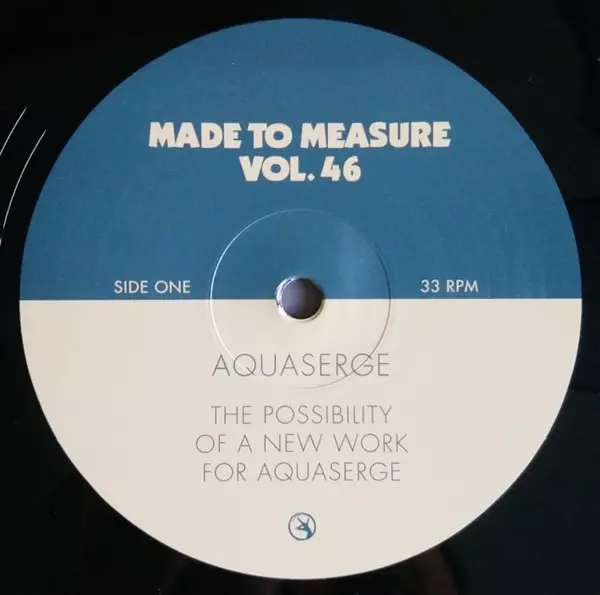 MADE TO MEASURE
VOL. 46
SIDE ONE
33 RPM
AQUASERGE
THE POSSIBILITY
OF A NEW WORK
FOR AQUASERGE